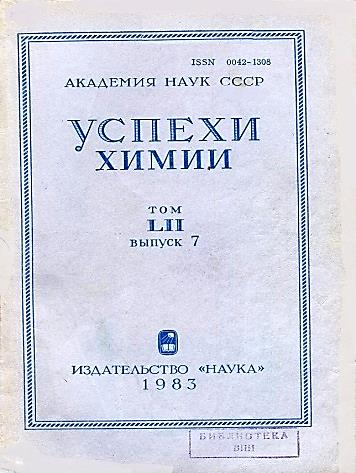 ISSN 0042-1308
АКАДЕМИЯ НАУК СССР
УСПЕХИ
ХИМИИ
ТОМ
LII
ВЫПУСК 7
ИЗДАТЕЛЬСТВО «НАУКА»
1983
БИБЛИОТЕКА